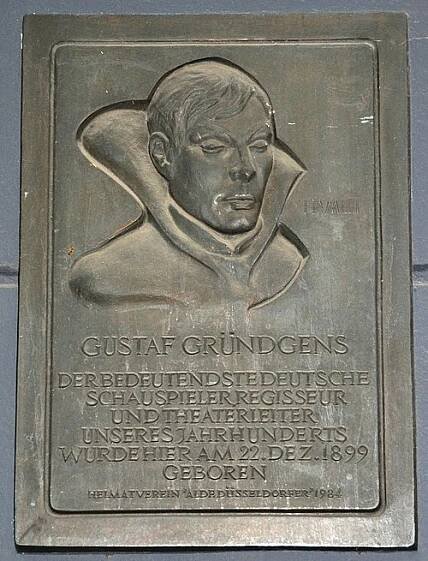 GUSTAF GRÜNDGENS
DER BEDEUTENDSTE DEUTSCHE
SCHAUSPIELER REGISSEUR
UND THEATERLEITER
UNSERES JAHRHUNDERTS
WURDE HIER AM 22. DEZ. 1899
GEBOREN
HEIMATVEREIN "ALDE DÜSSELDORFER" 1984